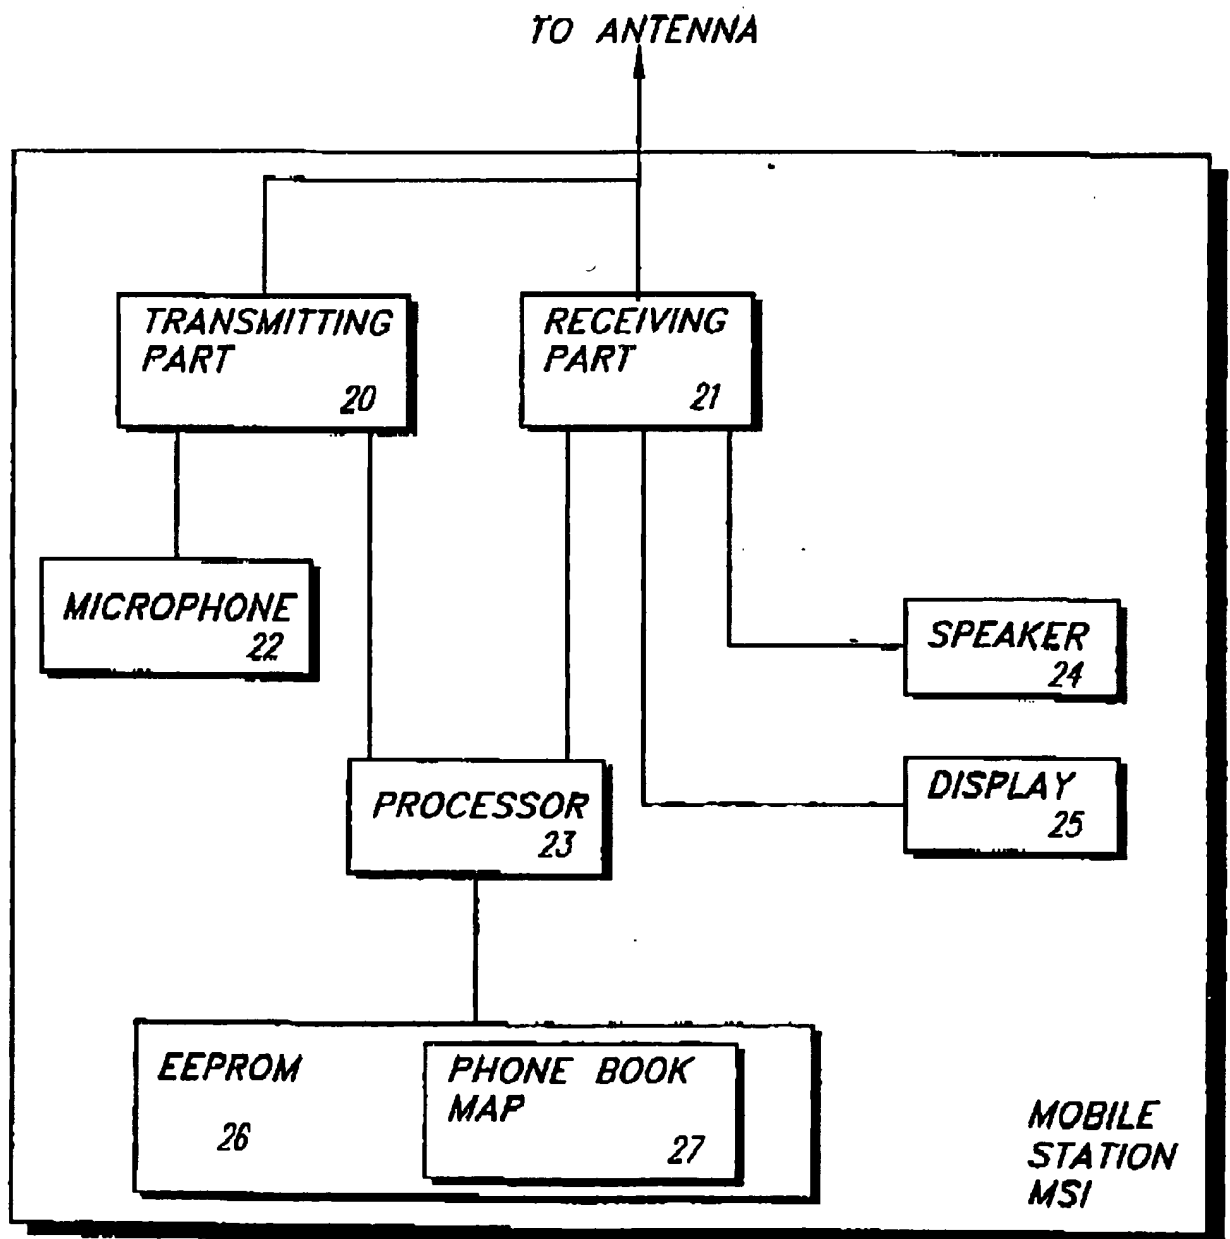 TO ANTENNA
TRANSMITTING
PART
20
RECEIVING
PART
21
MICROPHONE
22
SPEAKER
24
PROCESSOR
23
DISPLAY
25
EEPROM
26
PHONE BOOK
MAP
27
MOBILE
STATION
MSI